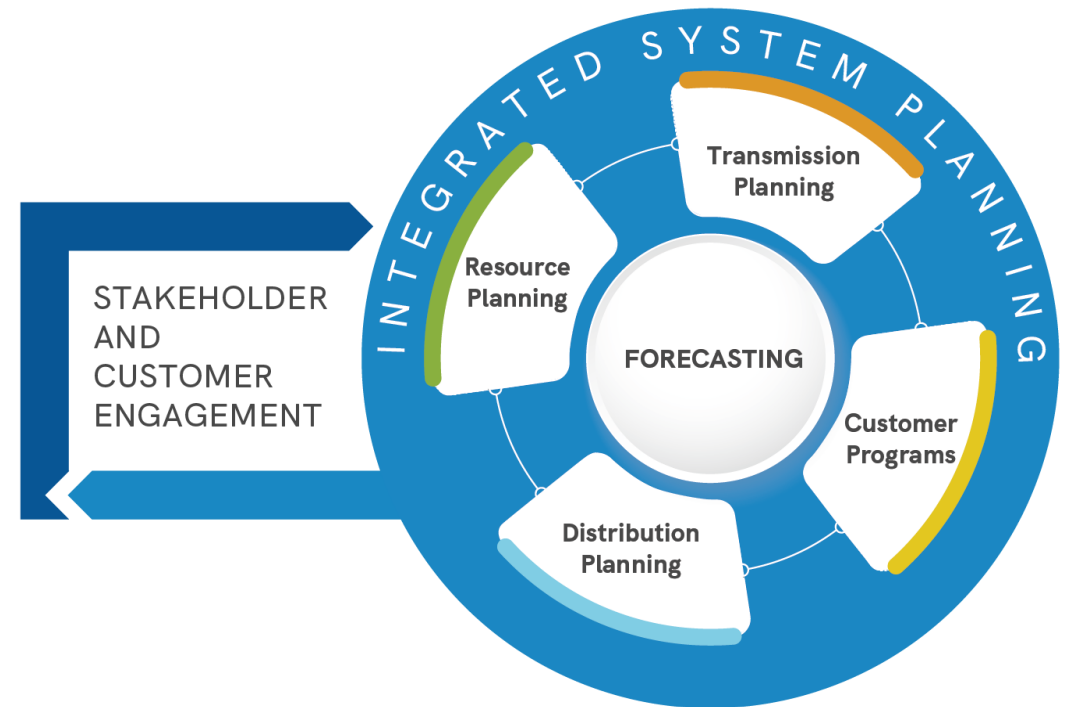 INTEGRATED SYSTEM PLANNING
Transmission
Planning
Resource
Planning
STAKEHOLDER
AND
CUSTOMER
ENGAGEMENT
FORECASTING
Customer
Programs
Distribution
Planning